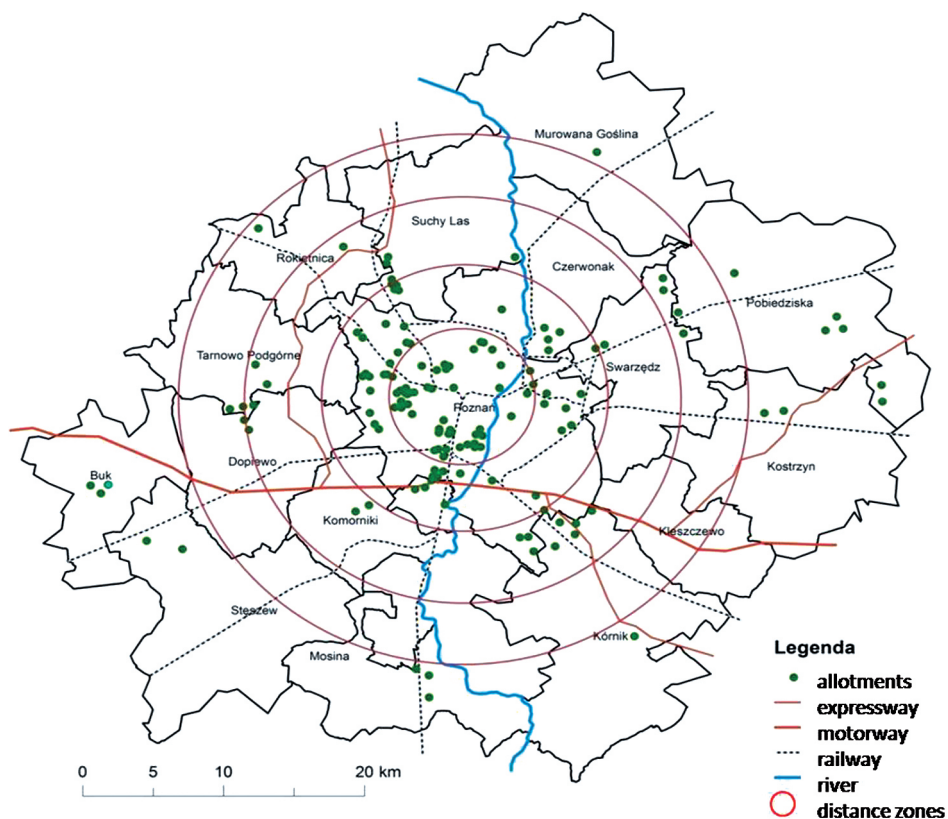 Murowana Goślina
Suchy Las
Rokietnica
Czerwonak
Pobiedziska
Tarnowo Podgórne
Swarzędz
Poznań
Buk
Dopiewo
Kostrzyn
Komorniki
Kleszczewo
Stęszew
Kórnik
Mosina
Legenda
allotments
expressway
motorway
railway
river
distance zones
0 5 10 20 km